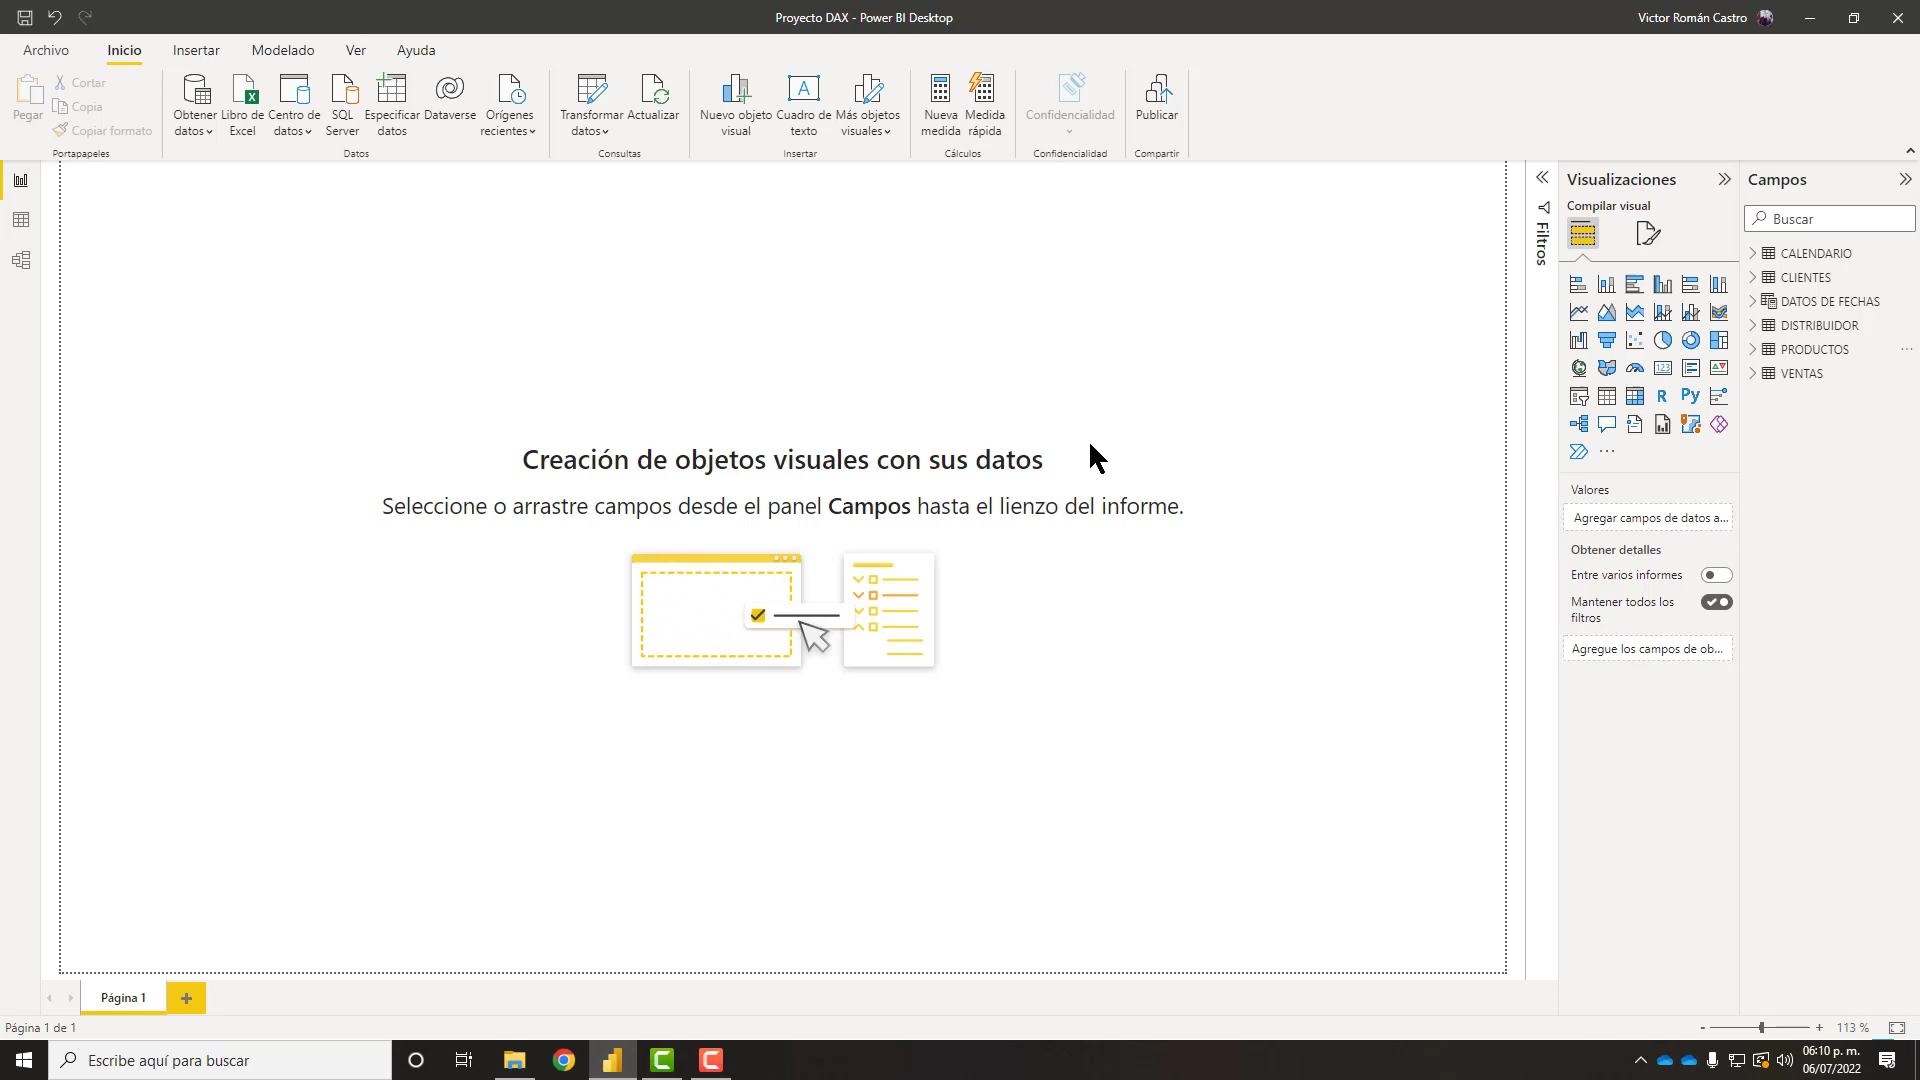 Proyecto DAX - Power BI Desktop
Victor Román Castro
Archivo
Inicio
Insertar
Modelado
Ver
Ayuda
Pegar
Cortar
Copia
Copiar formato
Portapapeles
Obtener
datos
Libro de
Excel
Centro de
datos
SQL
Server
Especificar
datos
Dataverse
Orígenes
recientes
Datos
Transformar
datos
Actualizar
Consultas
Nuevo objeto
visual
A
Cuadro de
texto
Más objetos
visuales
Insertar
Nueva
medida
Medida
rápida
Cálculos
Confidencialidad
Confidencialidad
Publicar
Compartir
Creación de objetos visuales con sus datos
Seleccione o arrastre campos desde el panel Campos hasta el lienzo del informe.
Filtros
Visualizaciones
Compilar visual
123
R
Py
Valores
Agregar campos de datos a...
Obtener detalles
Entre varios informes
Mantener todos los
filtros
Agregue los campos de ob...
Campos
Buscar
CALENDARIO
CLIENTES
DATOS DE FECHAS
DISTRIBUIDOR
PRODUCTOS
VENTAS
Página 1
Página 1 de 1
113 %
Escribe aquí para buscar
06:10 p. m.
06/07/2022